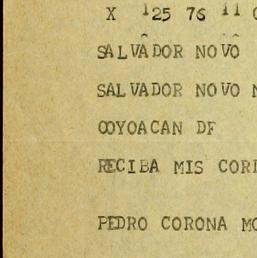 X 125 76 11
SALVADOR NOVO
SALVADOR NOVO
COYOACAN DF
RECIBA MIS
PEDRO CORONA